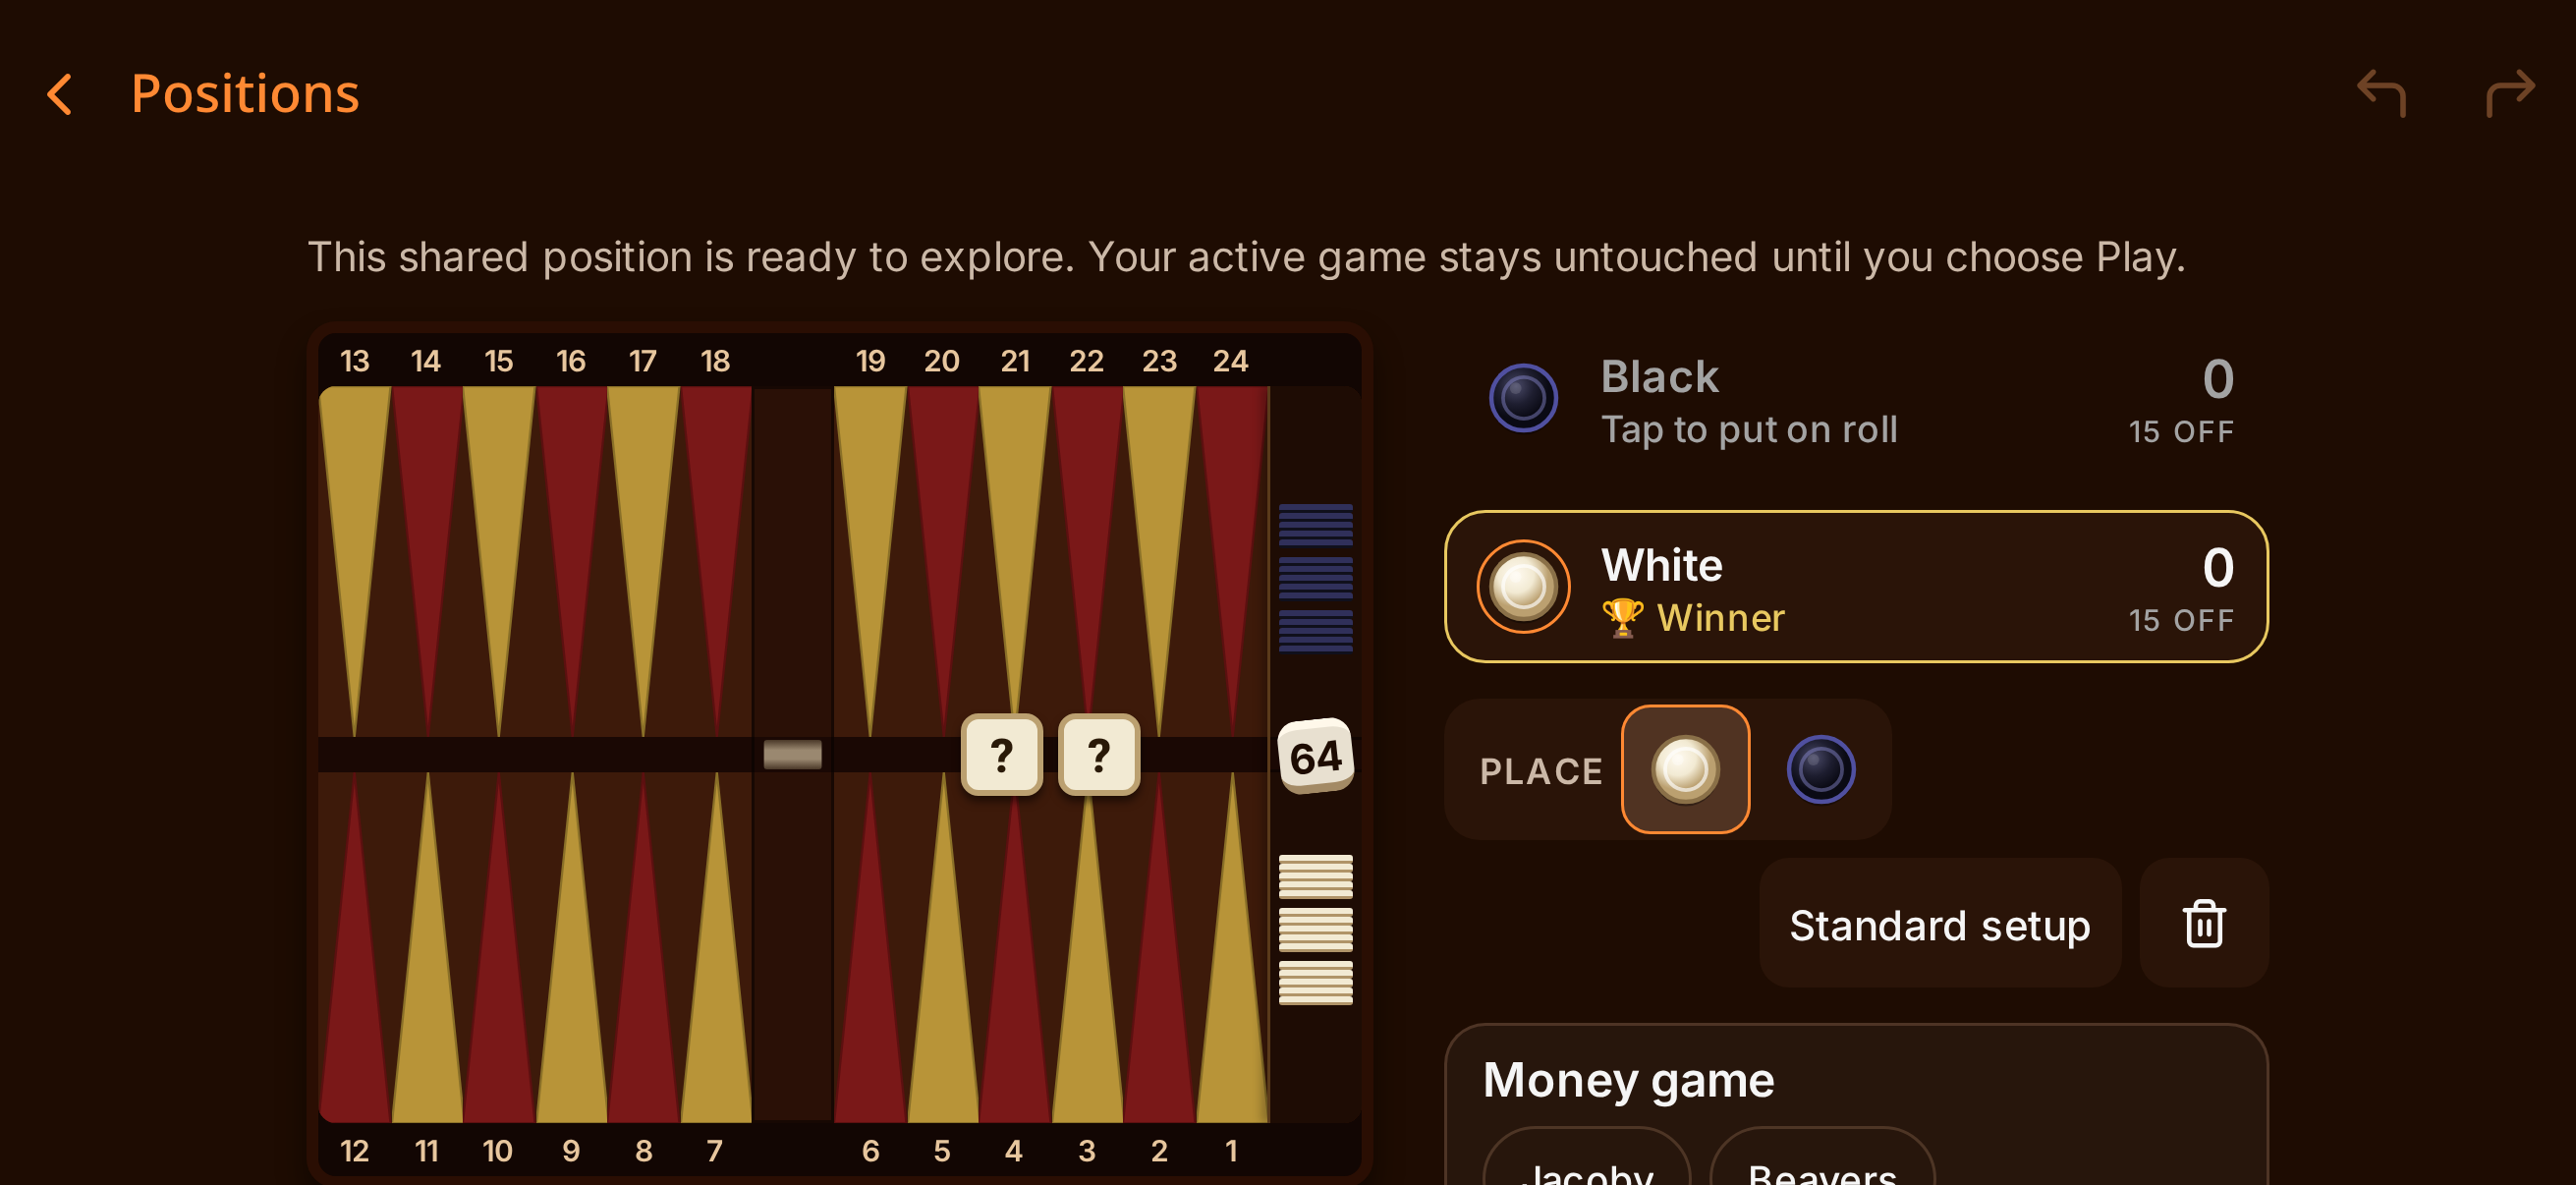 Positions
This shared position is ready to explore. Your active game stays untouched until you choose Play.
13 14 15 16 17 18 19 20 21 22 23 24
? ?
64
12 11 10 9 8 7 6 5 4 3 2 1
Black 0
Tap to put on roll 15 OFF
White 0
🏆 Winner 15 OFF
PLACE
Standard setup
Money game
Jacoby Beavers